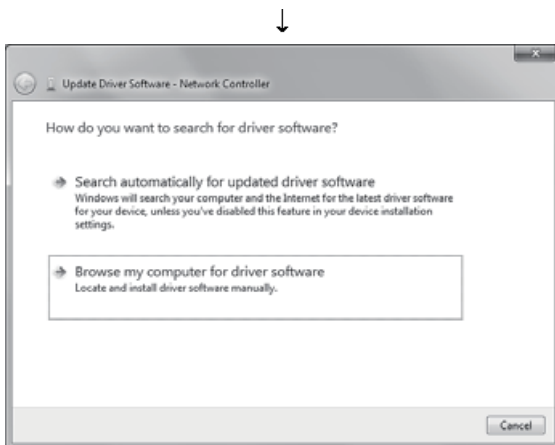 Update Driver Software - Network Controller
How do you want to search for driver software?
Search automatically for updated driver software
Windows will search your computer and the Internet for the latest driver software
for your device, unless you've disabled this feature in your device installation
settings.
Browse my computer for driver software
Locate and install driver software manually.
Cancel